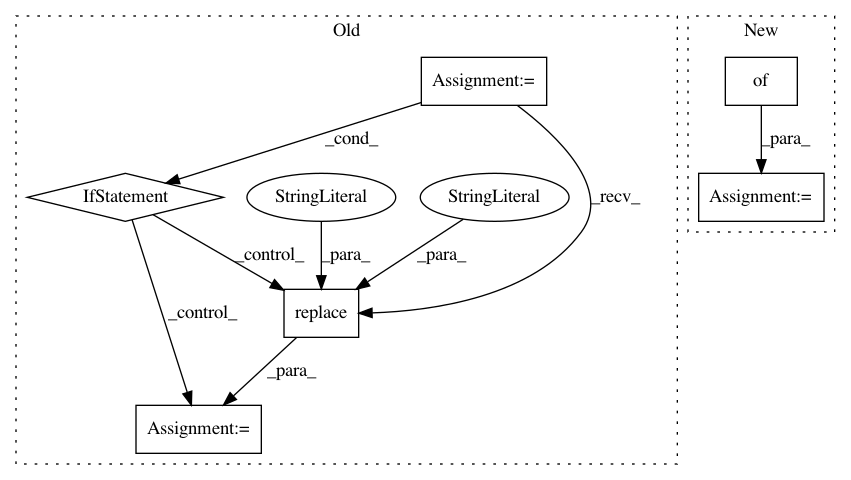 Old
New
Assignment:=
of
_cond_
_para_
IfStatement
StringLiteral
StringLiteral
_recv_
Assignment:=
_control_
_para_
_para_
_control_
replace
_para_
Assignment:=